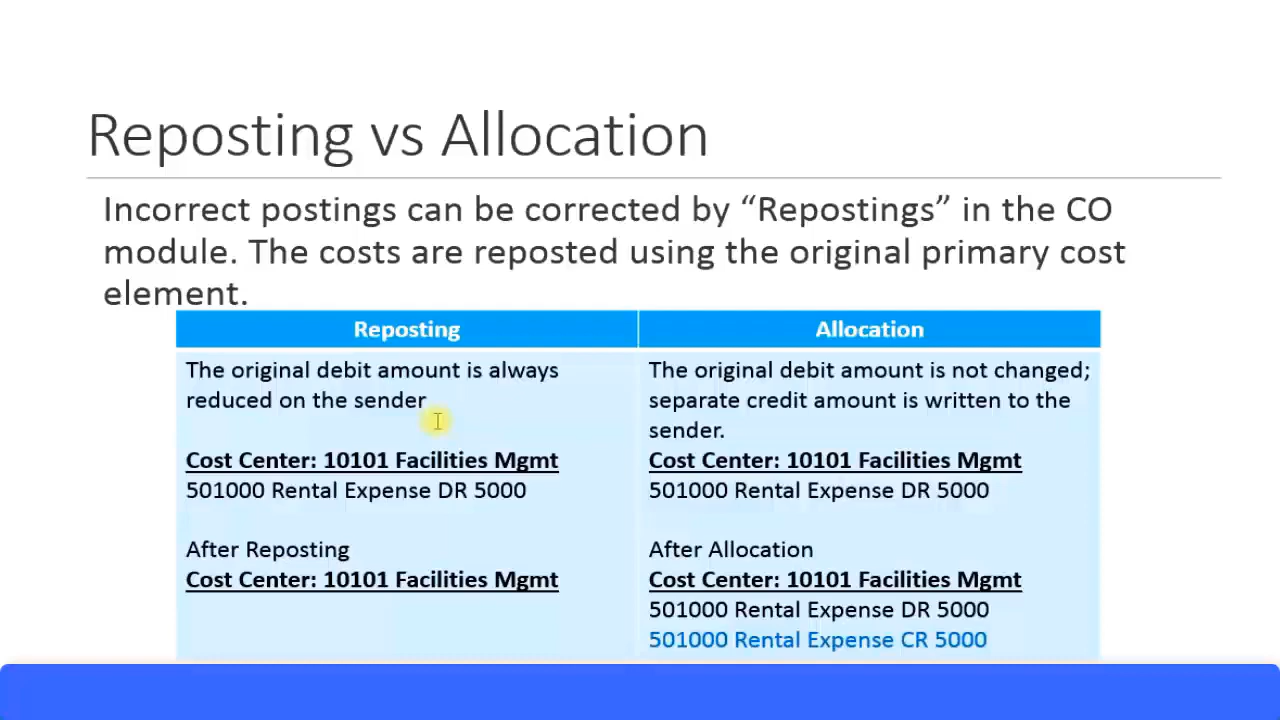 Reposting vs Allocation
Incorrect postings can be corrected by “Repostings” in the CO
module. The costs are reposted using the original primary cost
element.
Reposting
The original debit amount is always
reduced on the sender
Cost Center: 10101 Facilities Mgmt
501000 Rental Expense DR 5000
After Reposting
Cost Center: 10101 Facilities Mgmt
Allocation
The original debit amount is not changed;
separate credit amount is written to the
sender.
Cost Center: 10101 Facilities Mgmt
501000 Rental Expense DR 5000
After Allocation
Cost Center: 10101 Facilities Mgmt
501000 Rental Expense DR 5000
501000 Rental Expense CR 5000